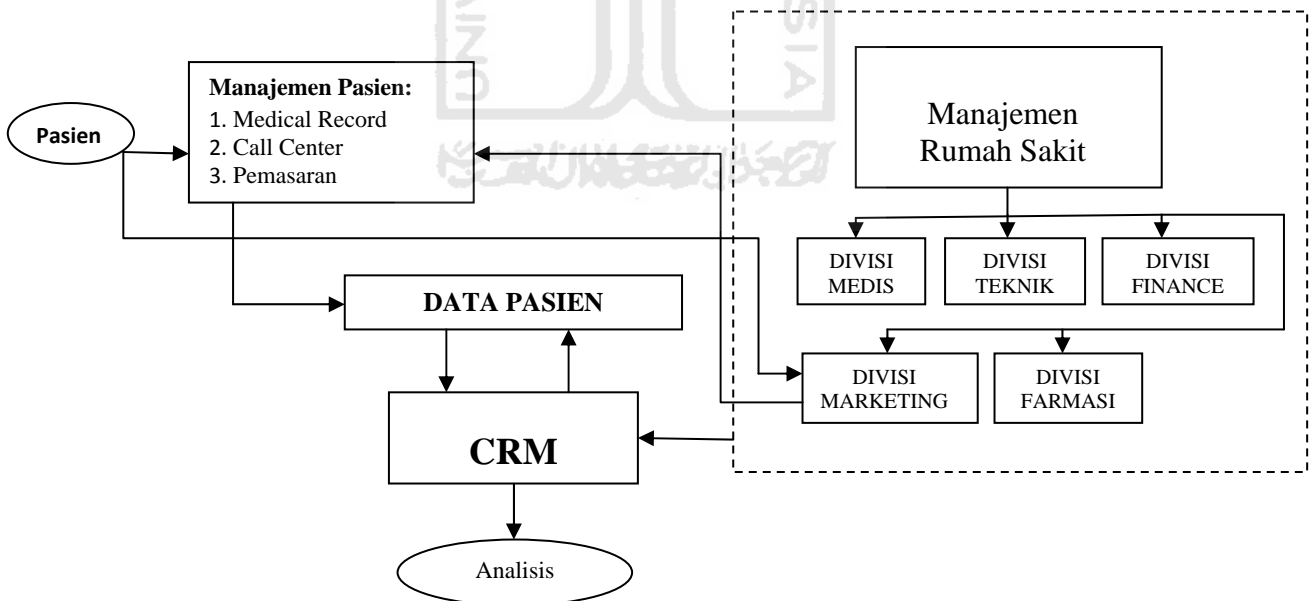 Manajemen Pasien:
1. Medical Record
2. Call Center
3. Pemasaran
Pasien
Manajemen
Rumah Sakit
DIVISI
MEDIS
DIVISI
TEKNIK
DIVISI
FINANCE
DATA PASIEN
DIVISI
MARKETING
DIVISI
FARMASI
CRM
Analisis